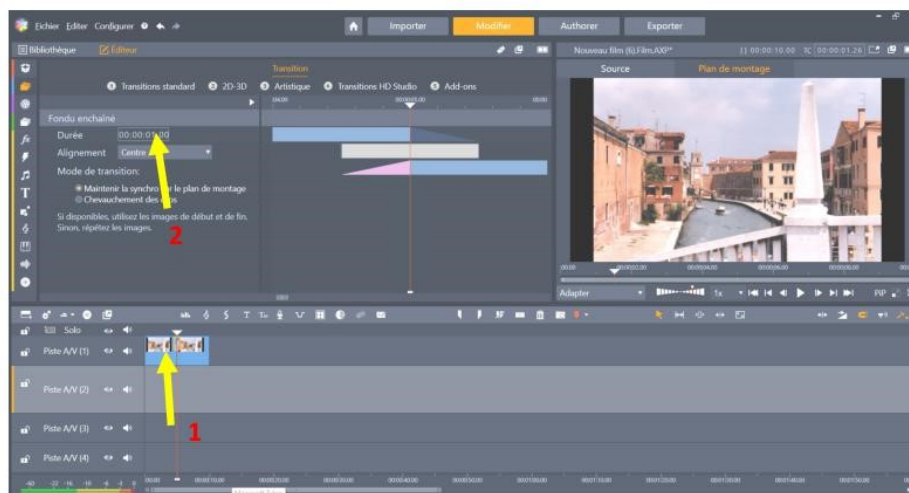 Fichier Editer Configurer
Importer Modifier Authorer Exporter
Bibliothèque Éditeur
Nouveau film (6).Film.AXP* [] 00:00:10.00 TC 00:00:01.26
Transition
Source Plan de montage
Transitions standard 2D-3D Artistique Transitions HD Studio Add-ons
Fondu enchaîné
Durée 00:00:01:00
Alignement Centre
Mode de transition:
Maintenir la synchro sur le plan de montage
Chevauchement des clips
Si disponibles, utilisez les images de début et de fin.
Sinon, répétez les images.
2
Adapter 1x PiP
Solo
Piste A/V (1)
Piste A/V (2)
Piste A/V (3)
1
Piste A/V (4)